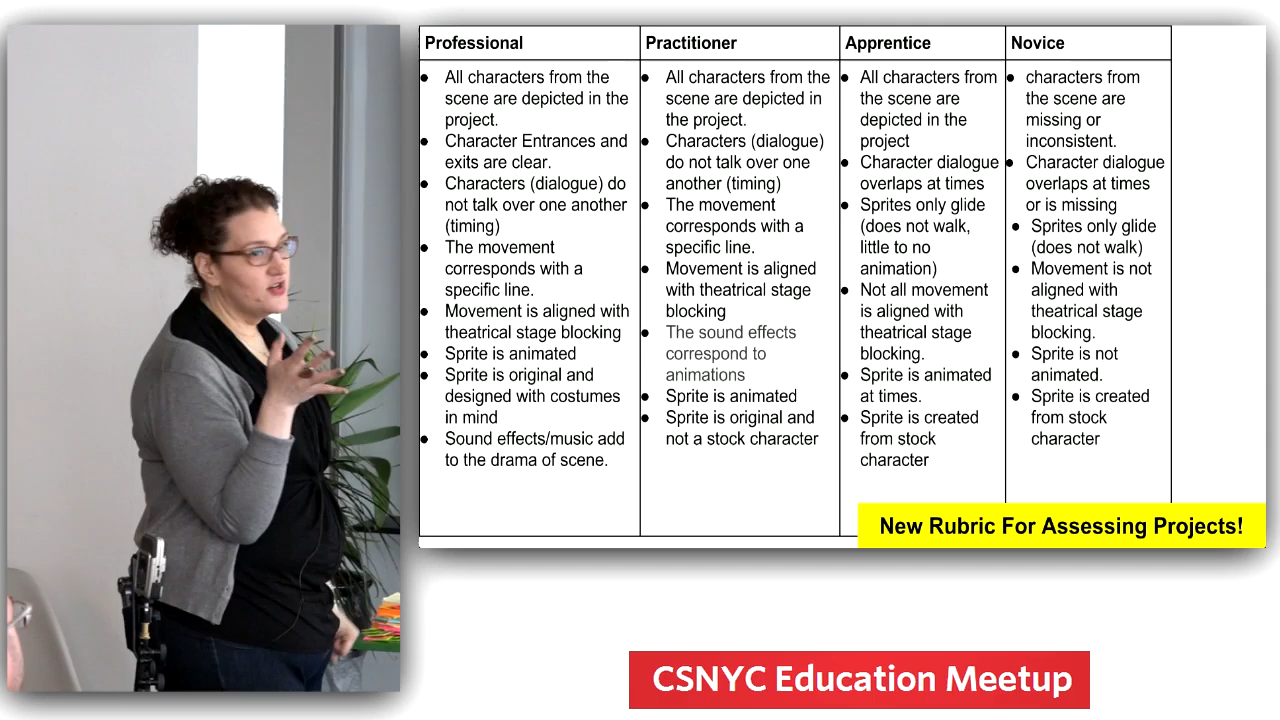 Professional
All characters from the
scene are depicted in the
project.
Character Entrances and
exits are clear.
Characters (dialogue) do
not talk over one another
(timing)
The movement
corresponds with a
specific line.
Movement is aligned with
theatrical stage blocking
Sprite is animated
Sprite is original and
designed with costumes
in mind
Sound effects/music add
to the drama of scene.
Practitioner
All characters from the
scene are depicted in
the project.
Characters (dialogue)
do not talk over one
another (timing)
The movement
corresponds with a
specific line.
Movement is aligned
with theatrical stage
blocking
The sound effects
correspond to
animations
Sprite is animated
Sprite is original and
not a stock character
Apprentice
All characters from
the scene are
depicted in the
project
Character dialogue
overlaps at times
Sprites only glide
(does not walk,
little to no
animation)
Not all movement
is aligned with
theatrical stage
blocking.
Sprite is animated
at times.
Sprite is created
from stock
character
Novice
characters from
the scene are
missing or
inconsistent.
Character dialogue
overlaps at times
or is missing
Sprites only glide
(does not walk)
Movement is not
aligned with
theatrical stage
blocking.
Sprite is not
animated.
Sprite is created
from stock
character
New Rubric For Assessing Projects!
CSNYC Education Meetup